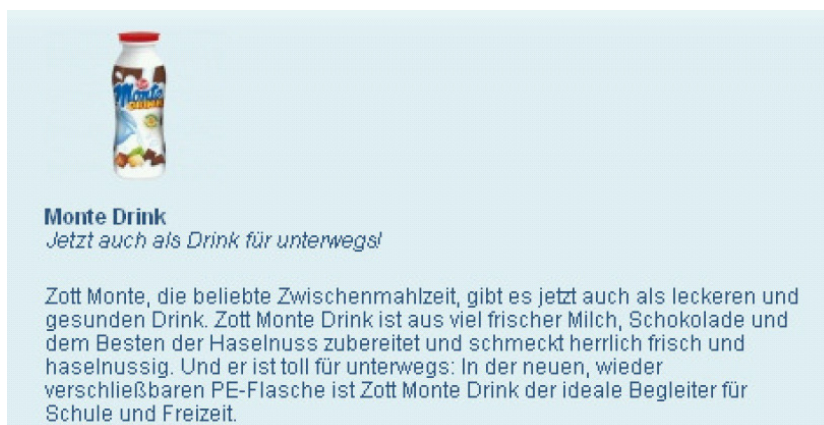 Monte
DRINK
Monte Drink
Jetzt auch als Drink für unterwegs!
Zott Monte, die beliebte Zwischenmahlzeit, gibt es jetzt auch als leckeren und
gesunden Drink. Zott Monte Drink ist aus viel frischer Milch, Schokolade und
dem Besten der Haselnuss zubereitet und schmeckt herrlich frisch und
haselnussig. Und er ist toll für unterwegs: In der neuen, wieder
verschließbaren PE-Flasche ist Zott Monte Drink der ideale Begleiter für
Schule und Freizeit.